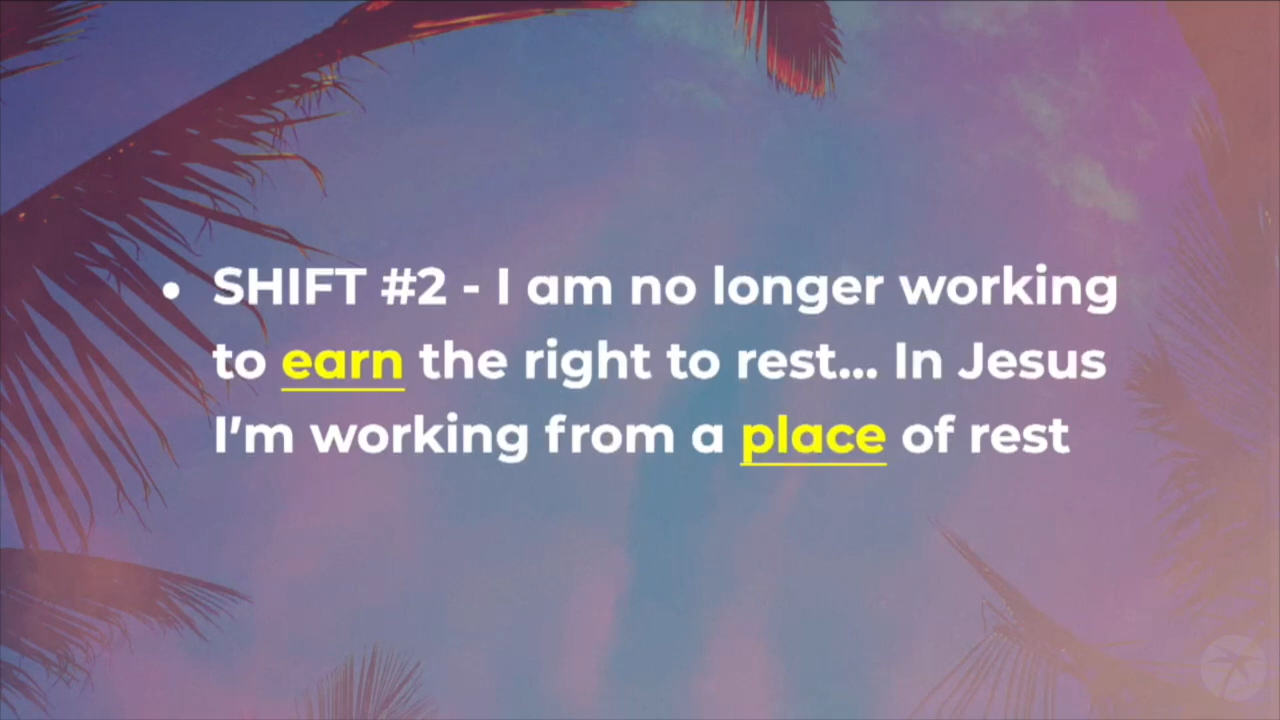 • SHIFT #2 - I am no longer working
to earn the right to rest... In Jesus
I'm working from a place of rest